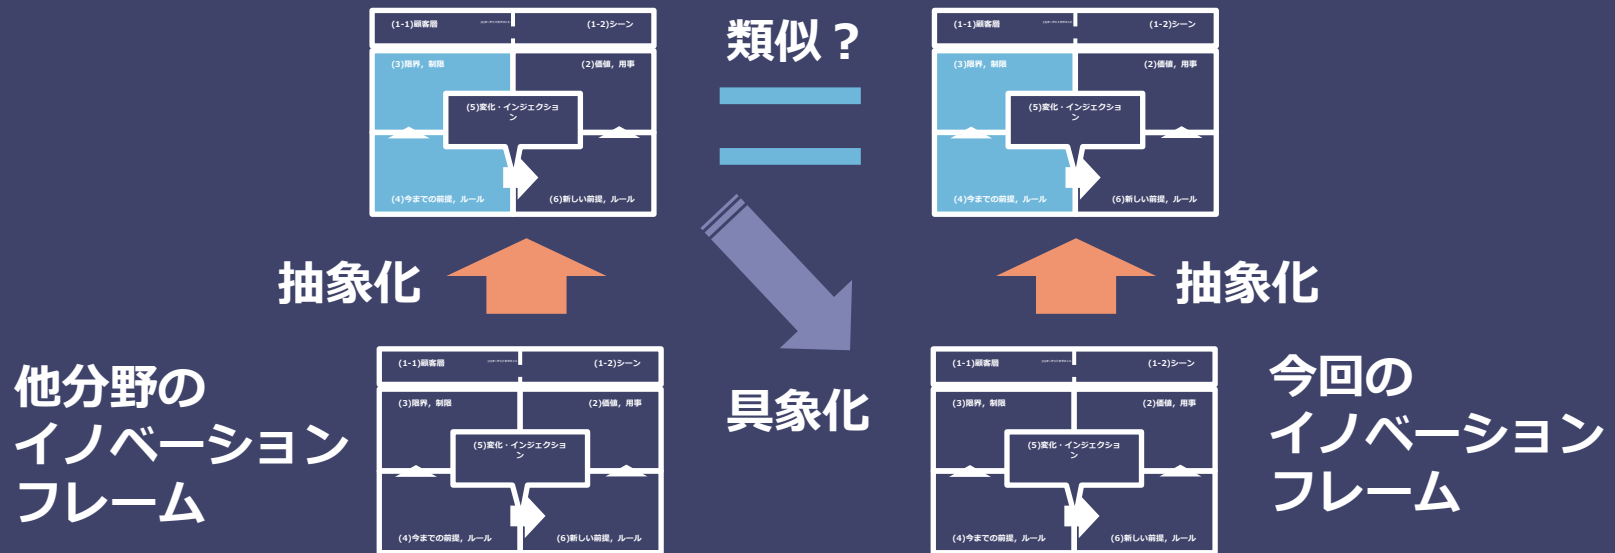 (1-1)顧客層
(1-2)シーン
(3)限界，制限
(2)価値，用事
(5)変化・インジェクショ
ン
(4)今までの前提，ルール
(6)新しい前提，ルール
類似？
(1-1)顧客層
(1-2)シーン
(3)限界，制限
(2)価値，用事
(5)変化・インジェクショ
ン
(4)今までの前提，ルール
(6)新しい前提，ルール
抽象化
抽象化
他分野の
イノベーション
フレーム
(1-1)顧客層
(1-2)シーン
(3)限界，制限
(2)価値，用事
(5)変化・インジェクショ
ン
(4)今までの前提，ルール
(6)新しい前提，ルール
具象化
(1-1)顧客層
(1-2)シーン
(3)限界，制限
(2)価値，用事
(5)変化・インジェクショ
ン
(4)今までの前提，ルール
(6)新しい前提，ルール
今回の
イノベーション
フレーム